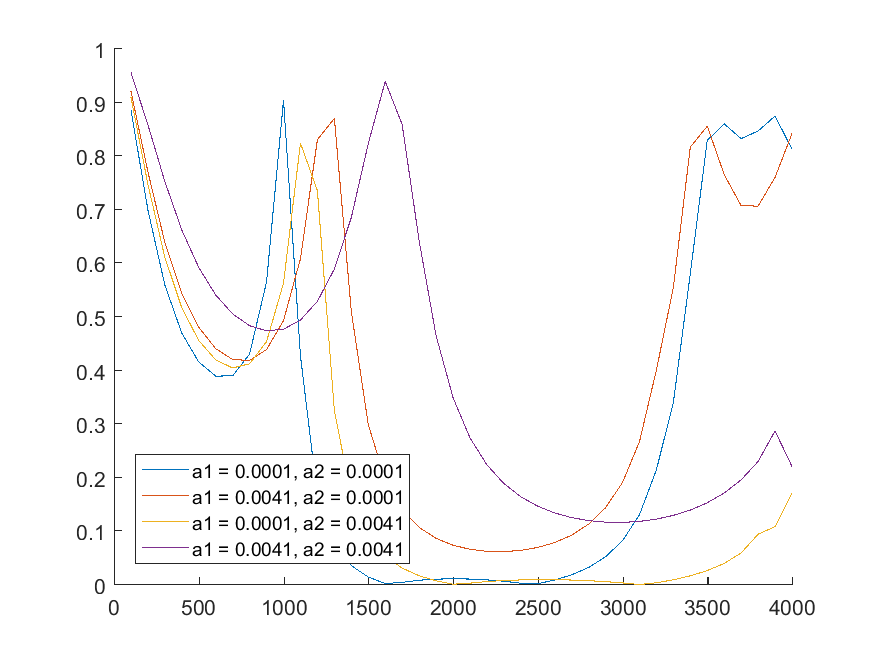 1
0.9
0.8
0.7
0.6
0.5
0.4
0.3
0.2
0.1
0
a1 = 0.0001, a2 = 0.0001
a1 = 0.0041, a2 = 0.0001
a1 = 0.0001, a2 = 0.0041
a1 = 0.0041, a2 = 0.0041
0 500 1000 1500 2000 2500 3000 3500 4000